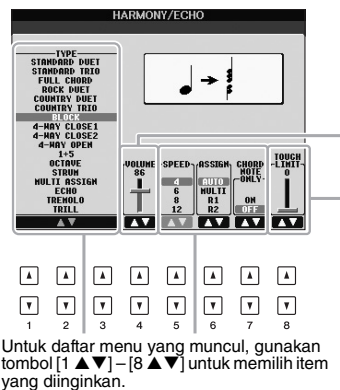 HARMONY/ECHO
TYPE
STANDARD DUET
STANDARD TRIO
FULL CHORD
ROCK DUET
COUNTRY DUET
COUNTRY TRIO
BLOCK
4-WAY CLOSE1
4-WAY CLOSE2
4-WAY OPEN
1+5
OCTAVE
STRUM
MULTI ASSIGN
ECHO
TREMOLO
TRILL
▲▼
VOLUME
86
▲▼
SPEED
4
6
8
12
▲▼
ASSIGN
AUTO
MULTI
R1
R2
▲▼
CHORD
NOTE
ONLY
ON
OFF
▲▼
TOUCH
LIMIT
0
▲▼
1 2 3 4 5 6 7 8
Untuk daftar menu yang muncul, gunakan
tombol [1 ▲▼] – [8 ▲▼] untuk memilih item
yang diinginkan.